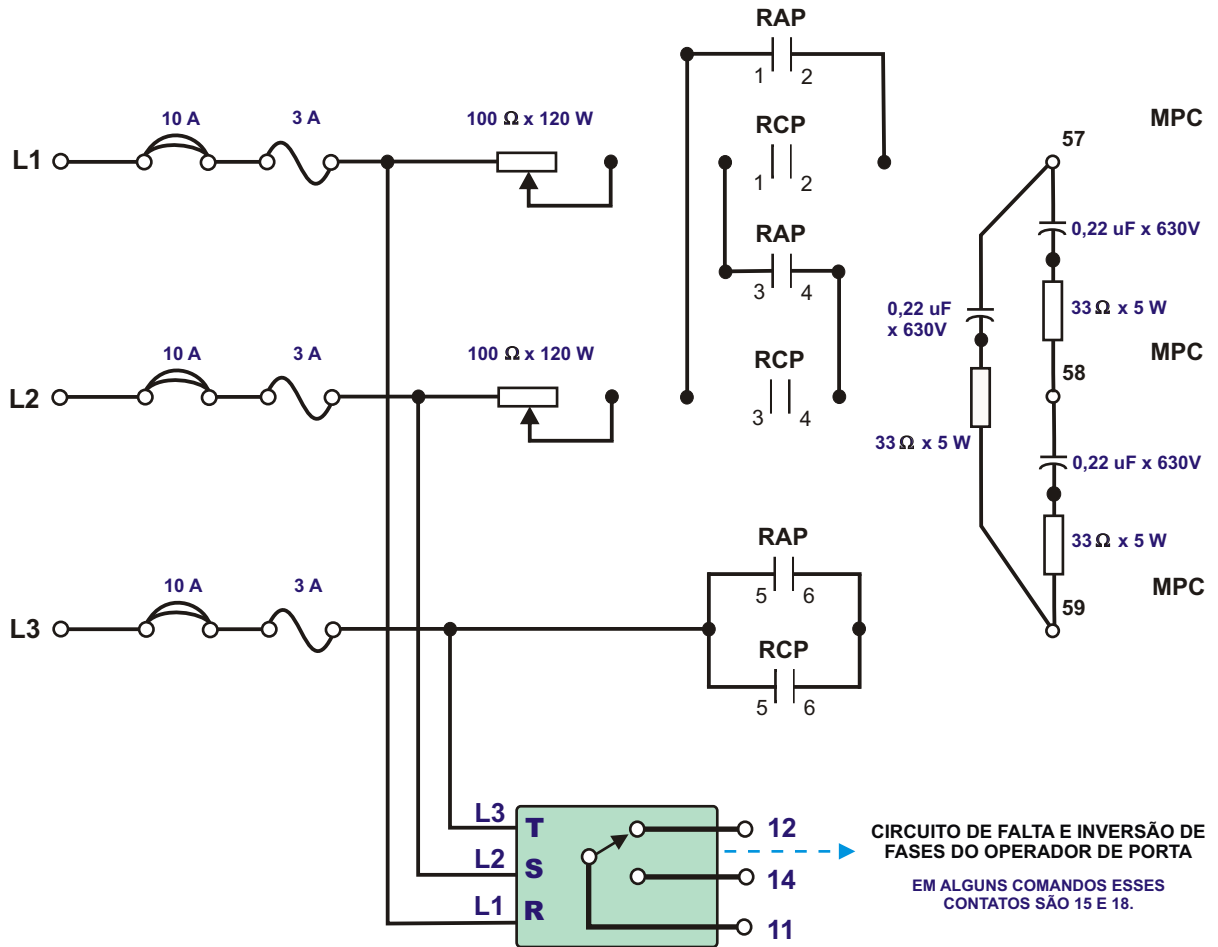 RAP
1 2
10 A 3 A 100 Ω x 120 W
RCP
MPC
57
L1
1 2
0,22 uF x 630V
RAP
3 4
0,22 uF
x 630V
33 Ω x 5 W
10 A 3 A 100 Ω x 120 W
MPC
58
L2
RCP
3 4
33 Ω x 5 W
0,22 uF x 630V
RAP
33 Ω x 5 W
10 A 3 A
5 6
MPC
59
L3
RCP
5 6
L3 T 12
L2 S 14
L1 R 11
CIRCUITO DE FALTA E INVERSÃO DE
FASES DO OPERADOR DE PORTA
EM ALGUNS COMANDOS ESSES
CONTATOS SÃO 15 E 18.